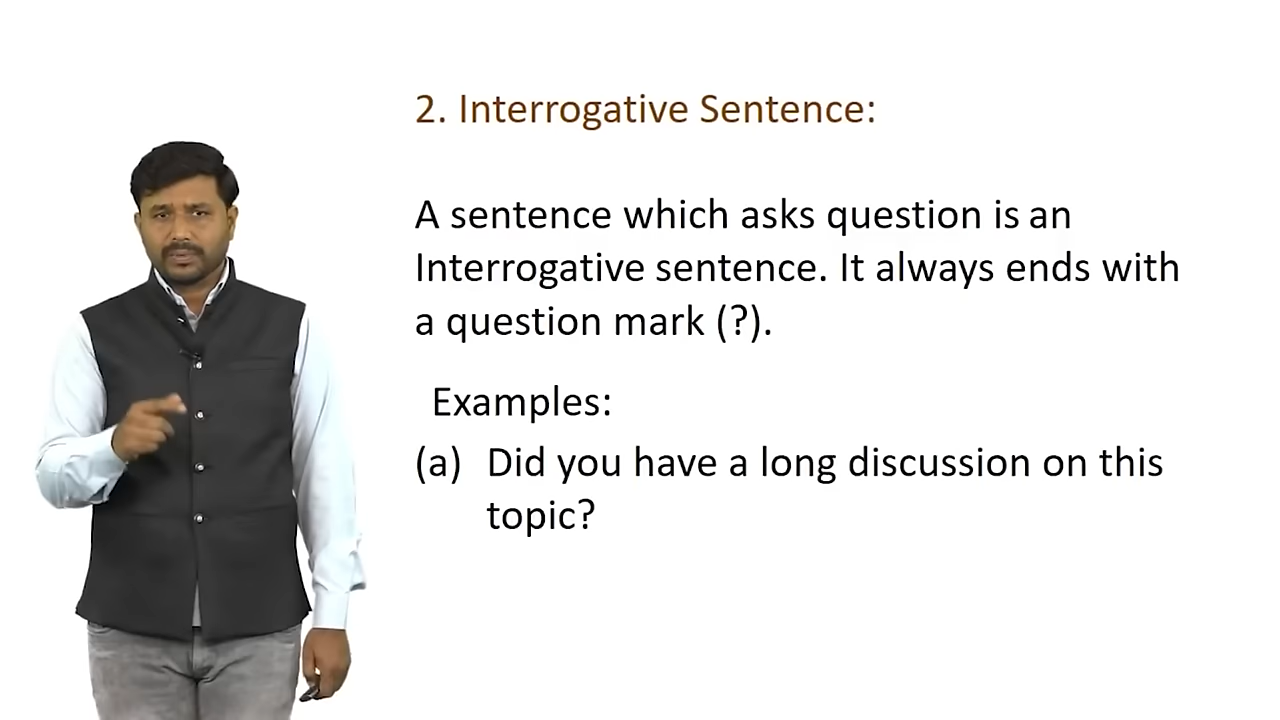 2. Interrogative Sentence:
A sentence which asks question is an
Interrogative sentence. It always ends with
a question mark (?).
Examples:
(a) Did you have a long discussion on this
topic?